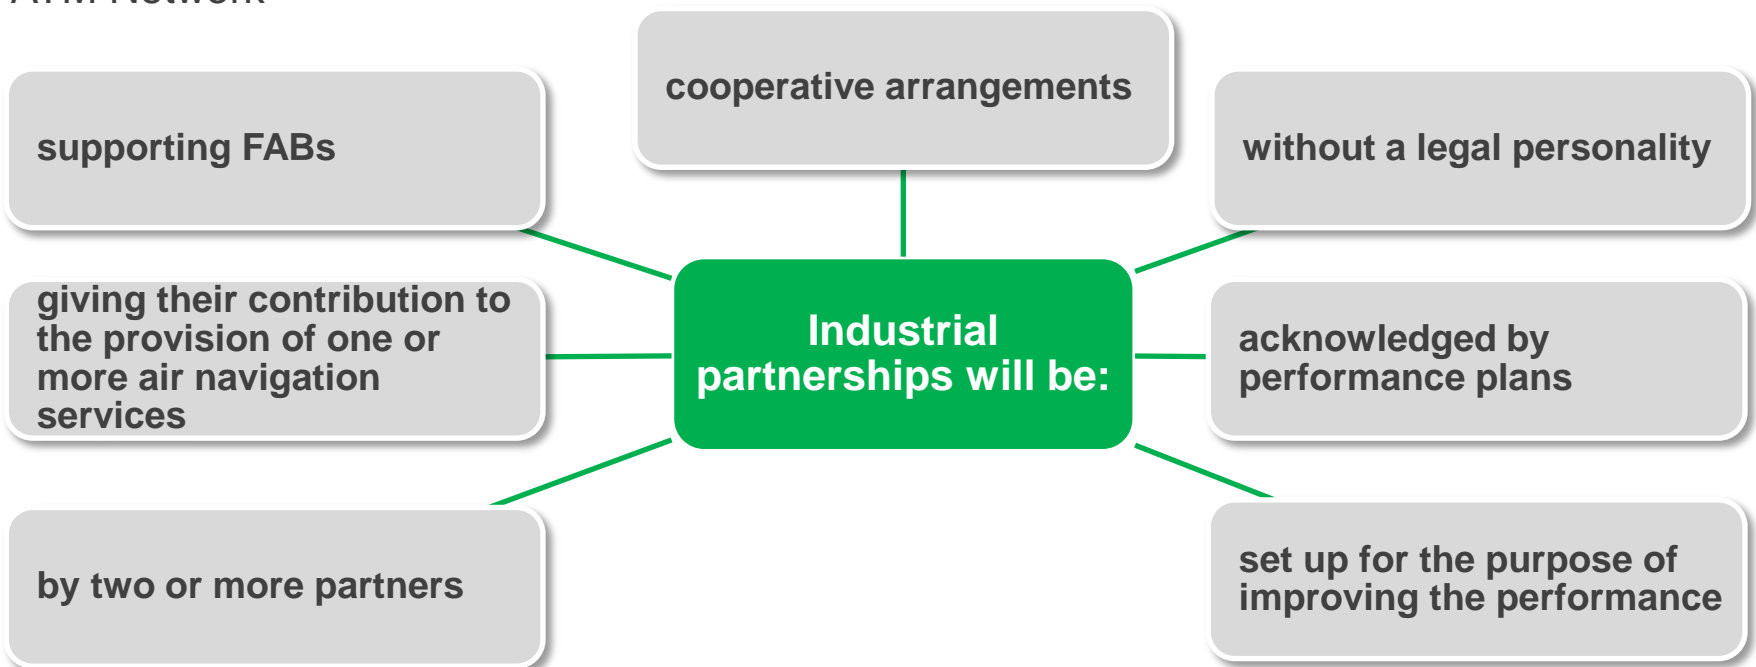 ATM Network
cooperative arrangements
supporting FABs
without a legal personality
giving their contribution to
the provision of one or
more air navigation
services
Industrial
partnerships will be:
acknowledged by
performance plans
by two or more partners
set up for the purpose of
improving the performance